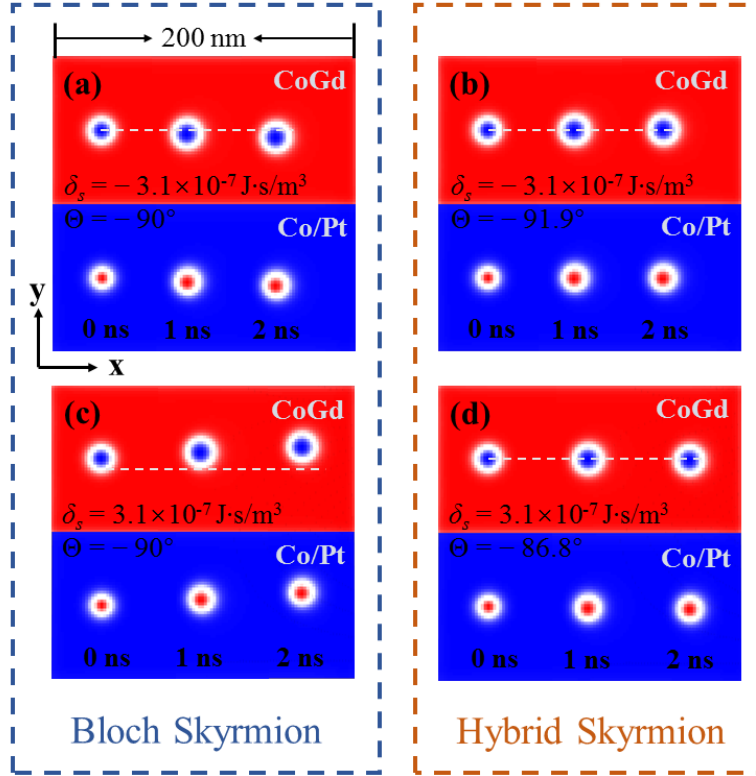 200 nm
(a) CoGd
δs = − 3.1×10⁻⁷ J·s/m³
Θ = − 90°
Co/Pt
0 ns 1 ns 2 ns
y
x
(b) CoGd
δs = − 3.1×10⁻⁷ J·s/m³
Θ = − 91.9°
Co/Pt
0 ns 1 ns 2 ns
(c) CoGd
δs = 3.1×10⁻⁷ J·s/m³
Θ = − 90°
Co/Pt
0 ns 1 ns 2 ns
(d) CoGd
δs = 3.1×10⁻⁷ J·s/m³
Θ = − 86.8°
Co/Pt
0 ns 1 ns 2 ns
Bloch Skyrmion
Hybrid Skyrmion